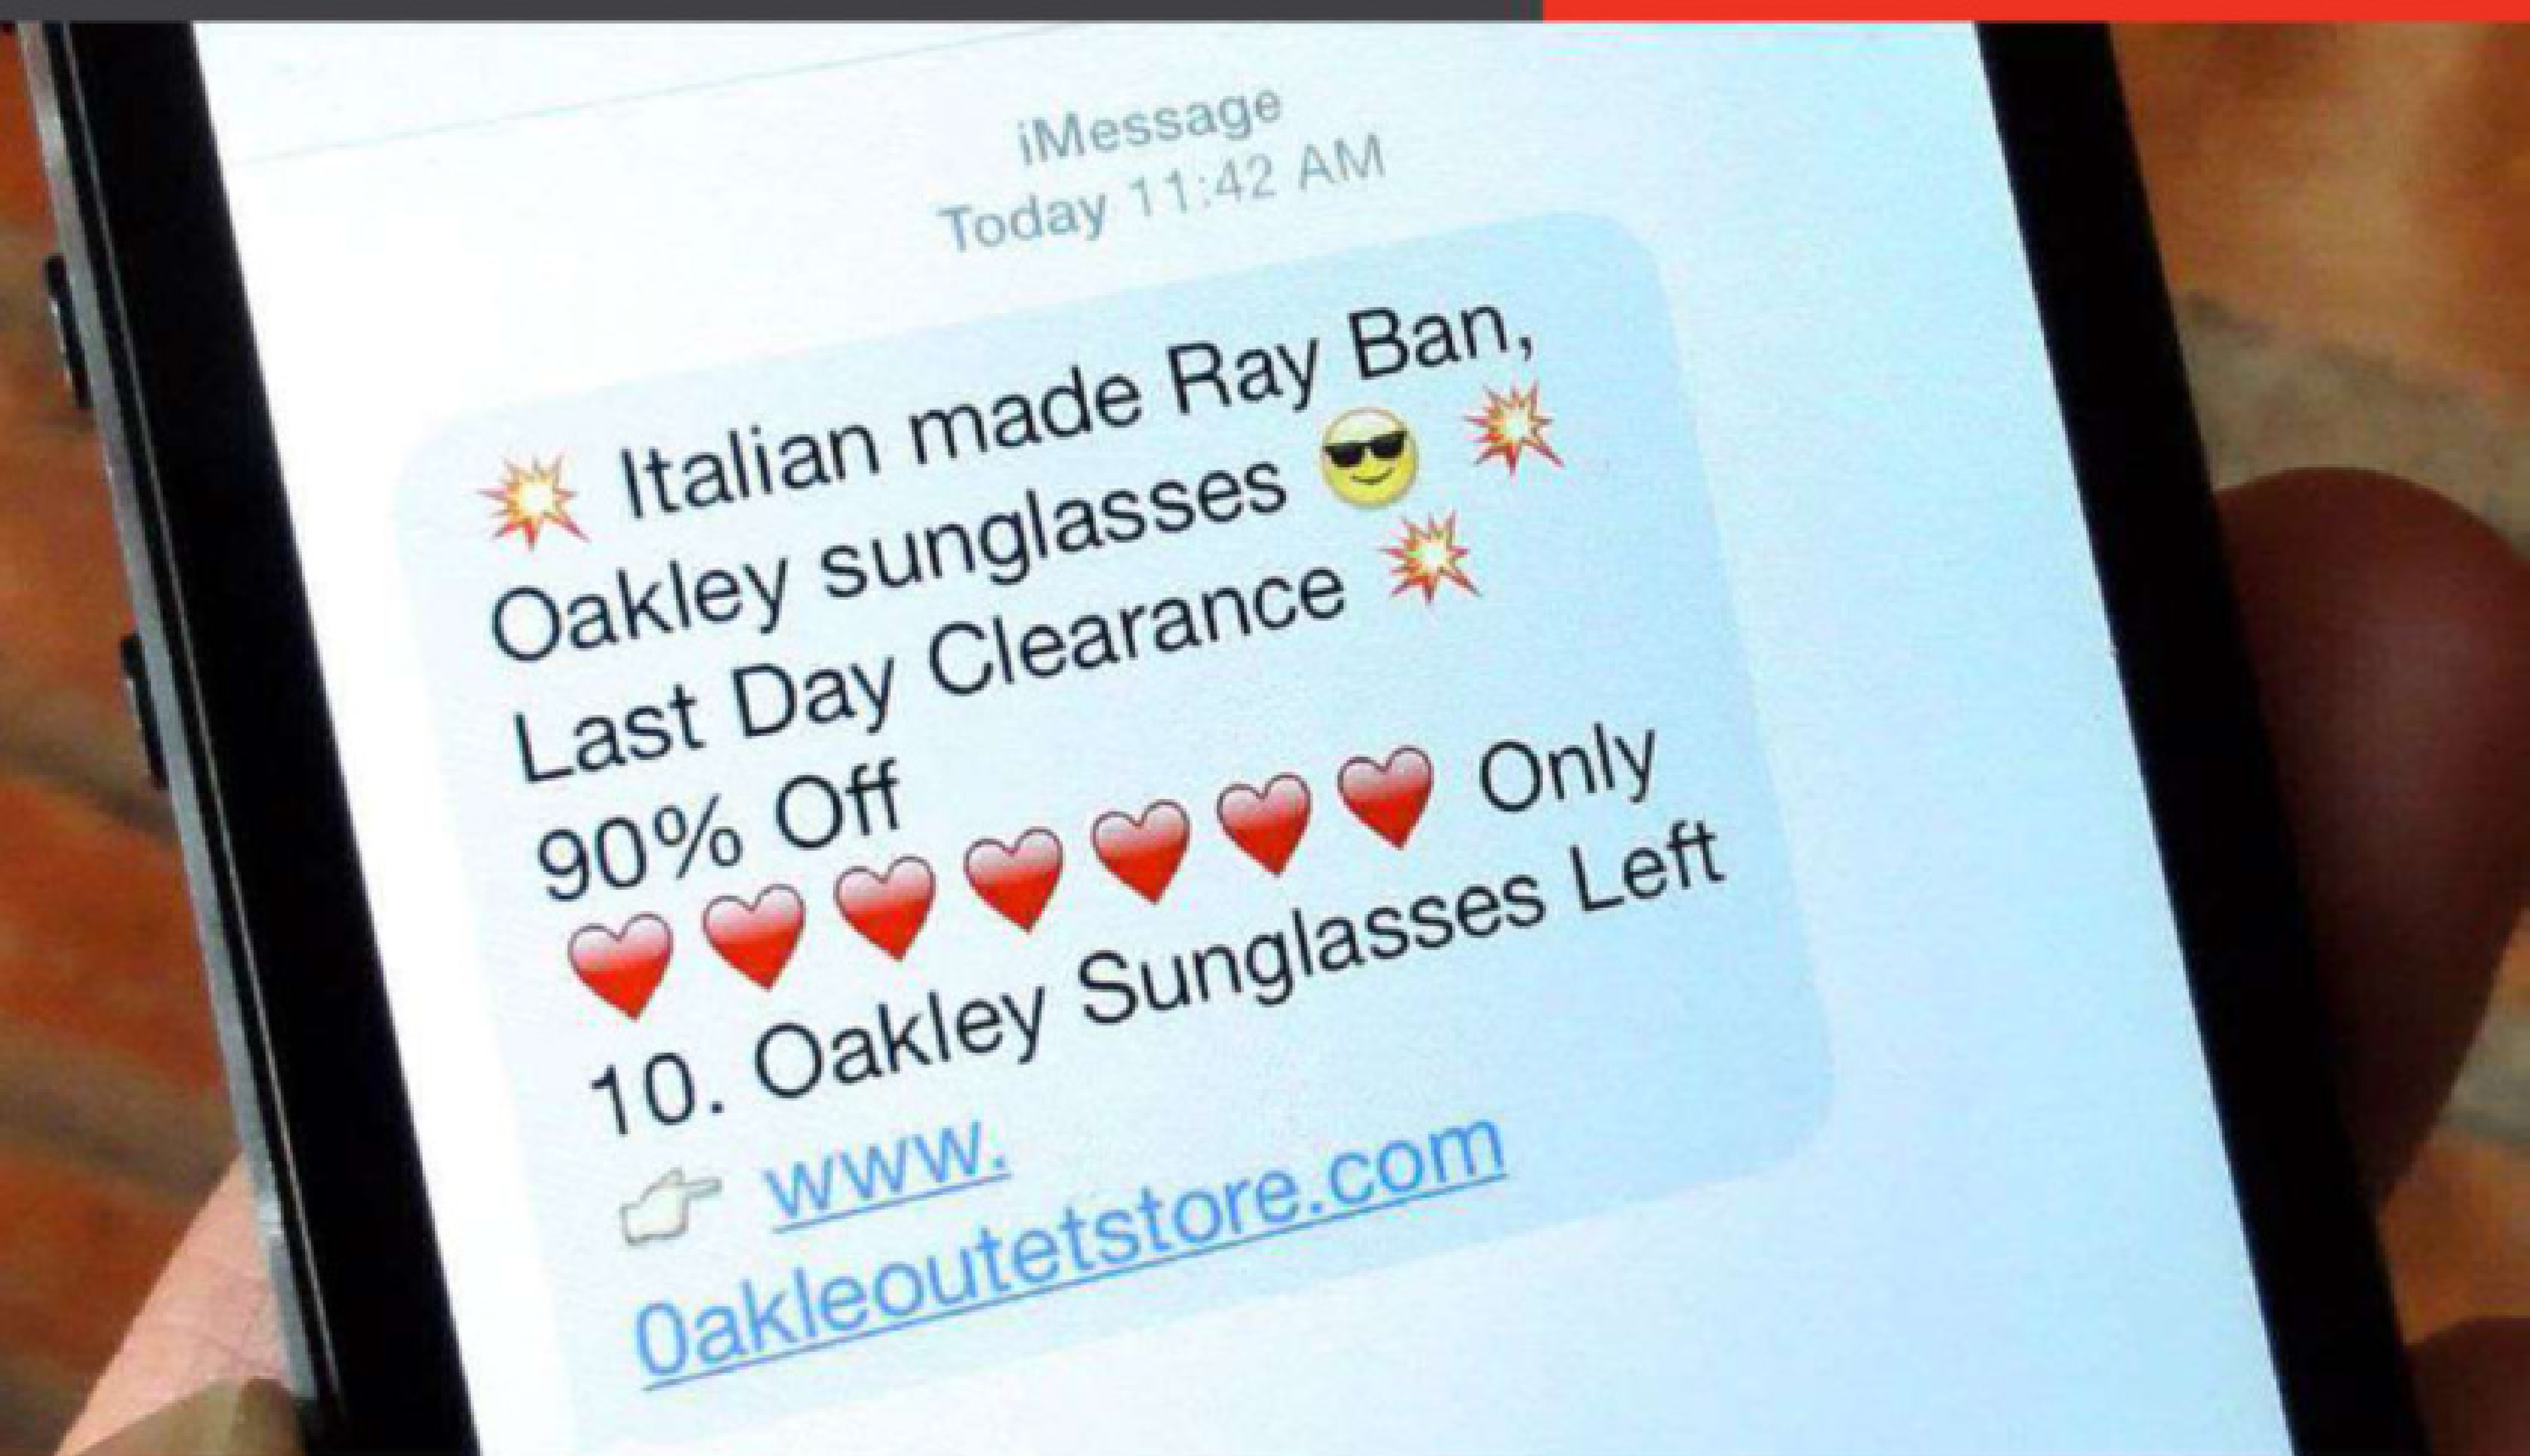 iMessage
Today 11:42 AM
💥 Italian made Ray Ban,
Oakley sunglasses 😎 💥
Last Day Clearance 💥
90% Off
❤️ ❤️ ❤️ ❤️ ❤️ ❤️ ❤️ Only
10. Oakley Sunglasses Left
👉 www.
0akleoutetstore.com